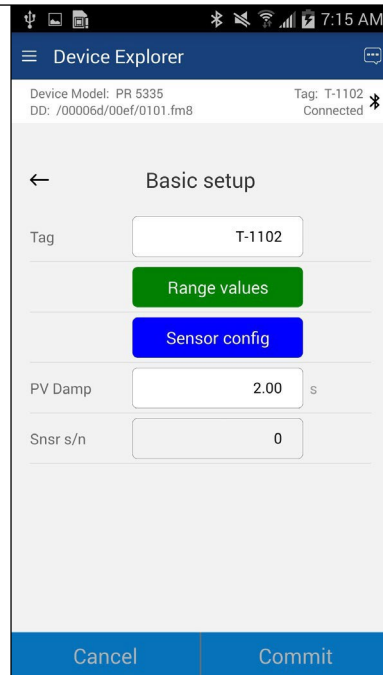 7:15 AM
Device Explorer
Device Model: PR 5335
Tag: T-1102
DD: /00006d/00ef/0101.fm8
Connected
Basic setup
Tag
T-1102
Range values
Sensor config
PV Damp
2.00
s
Snsr s/n
0
Cancel
Commit